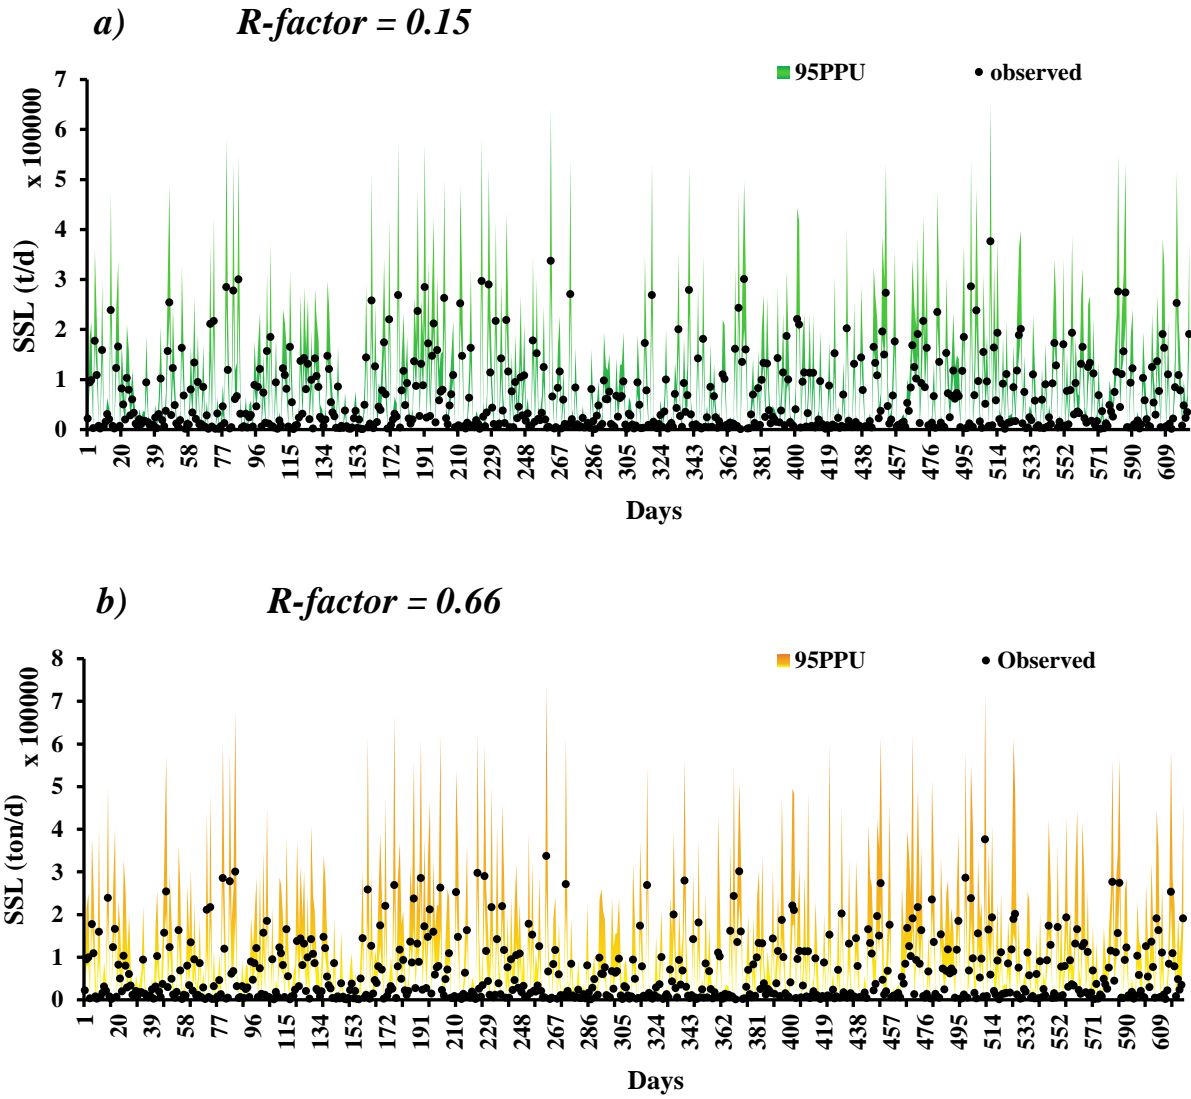 a) R-factor = 0.15
95PPU observed
x 100000
SSL (t/d)
7
6
5
4
3
2
1
0
1 20 39 58 77 96 115 134 153 172 191 210 229 248 267 286 305 324 343 362 381 400 419 438 457 476 495 514 533 552 571 590 609
Days
b) R-factor = 0.66
95PPU Observed
x 100000
SSL (ton/d)
8
7
6
5
4
3
2
1
0
1 20 39 58 77 96 115 134 153 172 191 210 229 248 267 286 305 324 343 362 381 400 419 438 457 476 495 514 533 552 571 590 609
Days